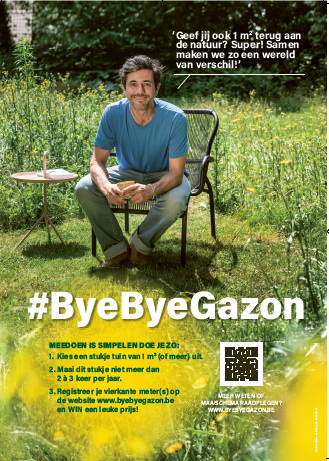 'Geef jij ook 1 m² terug aan
de natuur? Super! Samen
maken we zo een wereld
van verschil!'
#ByeByeGazon
MEEDOEN IS SIMPEL EN DOE JE ZO:
1. Kies een stukje tuin van 1 m² (of meer) uit.
2. Maai dit stukje niet meer dan
2 à 3 keer per jaar.
3. Registreer je vierkante meter(s) op
de website www.byebyegazon.be
en WIN een leuke prijs!
MEER WETEN OF
MAAISCHEMA RAADPLEGEN?
WWW.BYEBYEGAZON.BE